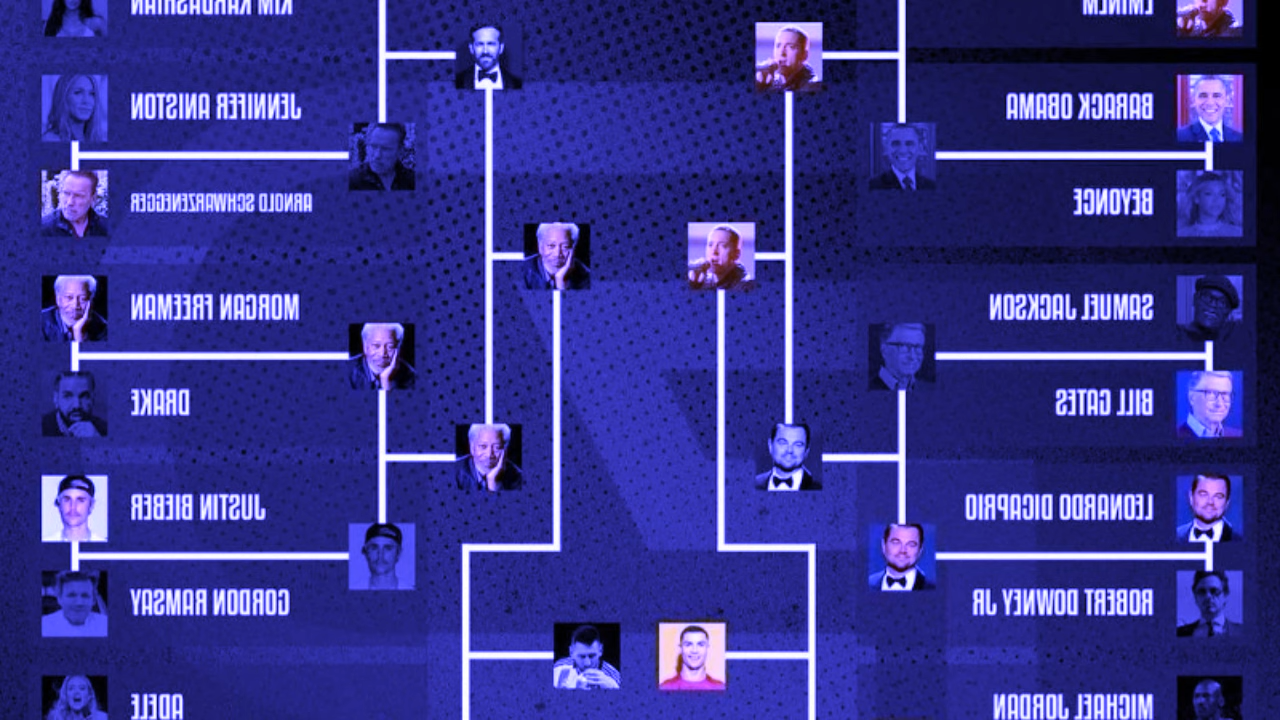 KIM KARDASHIAN
JENNIFER ANISTON
ARNOLD SCHWARZENEGGER
MORGAN FREEMAN
DRAKE
JUSTIN BIEBER
GORDON RAMSAY
ADELE
EMINEM
BARACK OBAMA
BEYONCE
SAMUEL JACKSON
BILL GATES
LEONARDO DICAPRIO
ROBERT DOWNEY JR
MICHAEL JORDAN